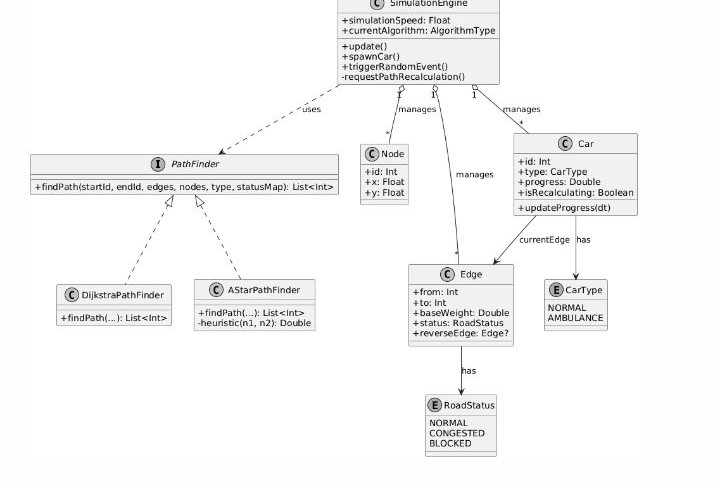 C SimulationEngine
+simulationSpeed: Float
+currentAlgorithm: AlgorithmType
+update()
+spawnCar()
+triggerRandomEvent()
-requestPathRecalculation()
1
1
1
uses
manages
manages
*
*
I PathFinder
+findPath(startId, endId, edges, nodes, type, statusMap): List<Int>
C Node
+id: Int
+x: Float
+y: Float
C Car
+id: Int
+type: CarType
+progress: Double
+isRecalculating: Boolean
+updateProgress(dt)
manages
*
currentEdge
has
C DijkstraPathFinder
+findPath(...): List<Int>
C AStarPathFinder
+findPath(...): List<Int>
-heuristic(n1, n2): Double
C Edge
+from: Int
+to: Int
+baseWeight: Double
+status: RoadStatus
+reverseEdge: Edge?
E CarType
NORMAL
AMBULANCE
has
E RoadStatus
NORMAL
CONGESTED
BLOCKED